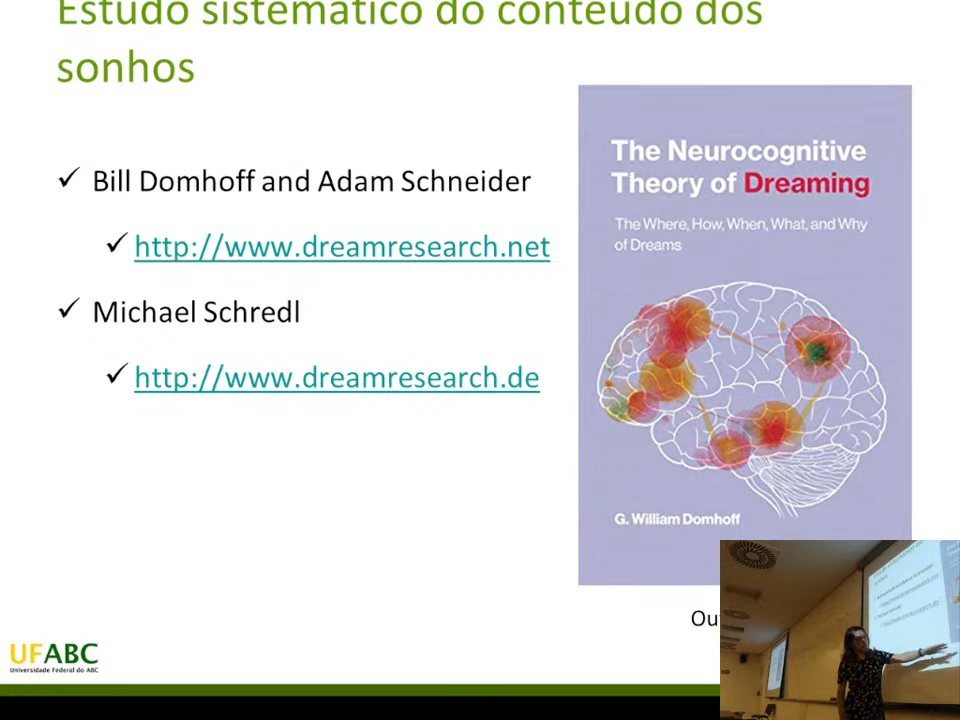 Estudo sistemático do conteúdo dos
sonhos
✓ Bill Domhoff and Adam Schneider
✓ http://www.dreamresearch.net
✓ Michael Schredl
✓ http://www.dreamresearch.de
The Neurocognitive
Theory of Dreaming
The Where, How, When, What, and Why
of Dreams
G. William Domhoff
UFABC
Universidade Federal do ABC